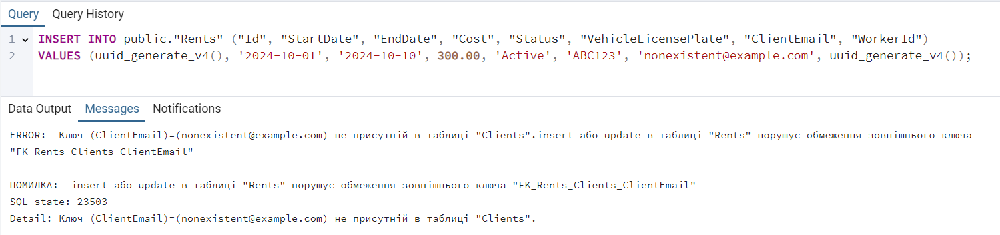 Query Query History
1 INSERT INTO public."Rents" ("Id", "StartDate", "EndDate", "Cost", "Status", "VehicleLicensePlate", "ClientEmail", "WorkerId")
2 VALUES (uuid_generate_v4(), '2024-10-01', '2024-10-10', 300.00, 'Active', 'ABC123', 'nonexistent@example.com', uuid_generate_v4());
Data Output Messages Notifications
ERROR:  Ключ (ClientEmail)=(nonexistent@example.com) не присутній в таблиці "Clients".insert або update в таблиці "Rents" порушує обмеження зовнішнього ключа
"FK_Rents_Clients_ClientEmail"
ПОМИЛКА:  insert або update в таблиці "Rents" порушує обмеження зовнішнього ключа "FK_Rents_Clients_ClientEmail"
SQL state: 23503
Detail: Ключ (ClientEmail)=(nonexistent@example.com) не присутній в таблиці "Clients".